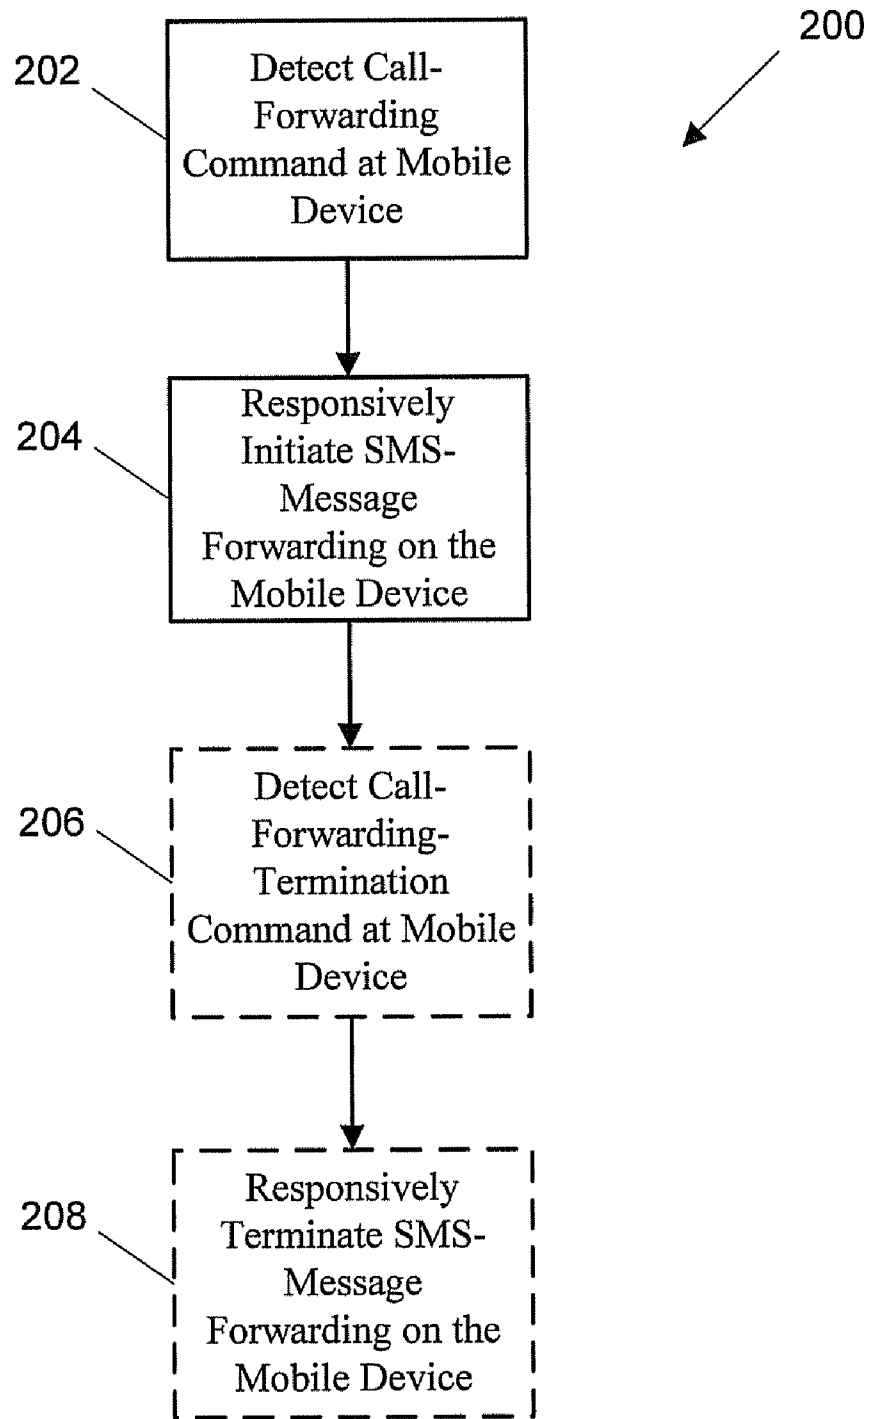 200
202
Detect Call-
Forwarding
Command at Mobile
Device
204
Responsively
Initiate SMS-
Message
Forwarding on the
Mobile Device
206
Detect Call-
Forwarding-
Termination
Command at Mobile
Device
208
Responsively
Terminate SMS-
Message
Forwarding on the
Mobile Device